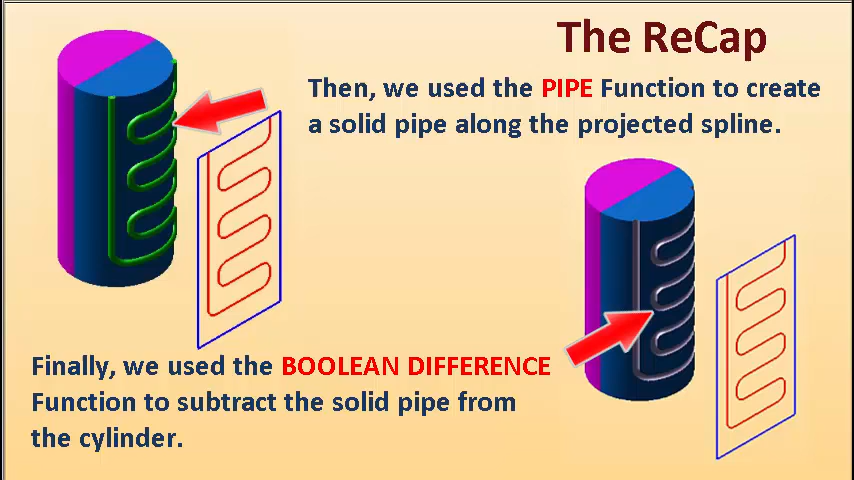 The ReCap
Then, we used the PIPE Function to create
a solid pipe along the projected spline.
Finally, we used the BOOLEAN DIFFERENCE
Function to subtract the solid pipe from
the cylinder.